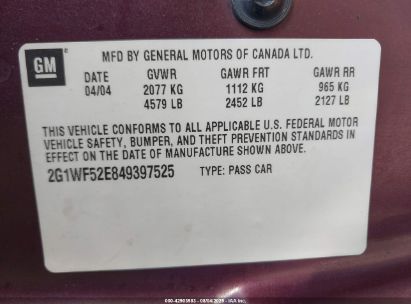 GM
MFD BY GENERAL MOTORS OF CANADA LTD.
DATE GVWR GAWR FRT GAWR RR
04/04 2077 KG 1112 KG 965 KG
4579 LB 2452 LB 2127 LB
THIS VEHICLE CONFORMS TO ALL APPLICABLE U.S. FEDERAL MOTOR
VEHICLE SAFETY, BUMPER, AND THEFT PREVENTION STANDARDS IN
EFFECT ON THE DATE OF MANUFACTURE SHOWN ABOVE.
2G1WF52E849397525 TYPE: PASS CAR